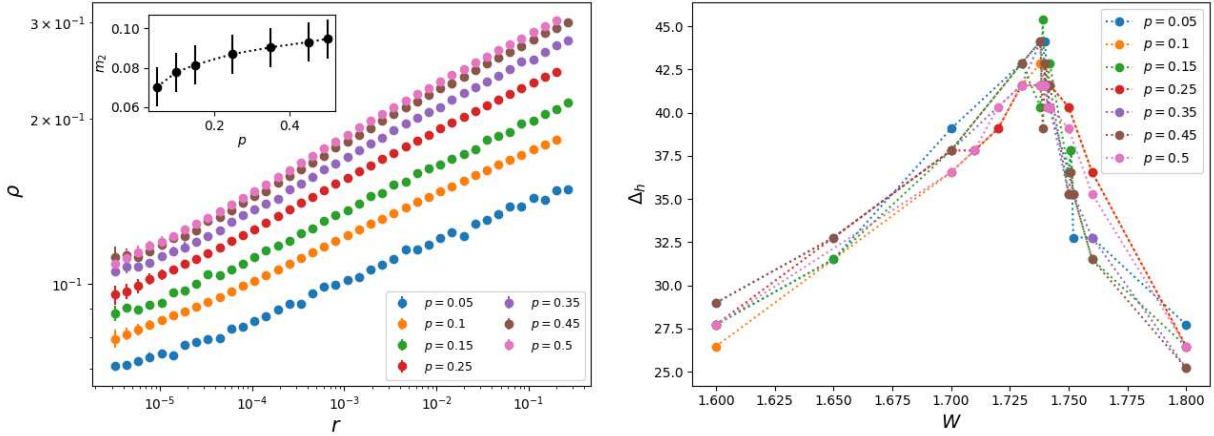 3 × 10⁻¹
2 × 10⁻¹
10⁻¹
ρ
10⁻⁵ 10⁻⁴ 10⁻³ 10⁻² 10⁻¹
r
0.10
0.08
0.06
m₂
0.2 0.4
p
p = 0.05 p = 0.35
p = 0.1 p = 0.45
p = 0.15 p = 0.5
p = 0.25
45.0
42.5
40.0
37.5
35.0
32.5
30.0
27.5
25.0
Δₕ
1.600 1.625 1.650 1.675 1.700 1.725 1.750 1.775 1.800
W
p = 0.05
p = 0.1
p = 0.15
p = 0.25
p = 0.35
p = 0.45
p = 0.5